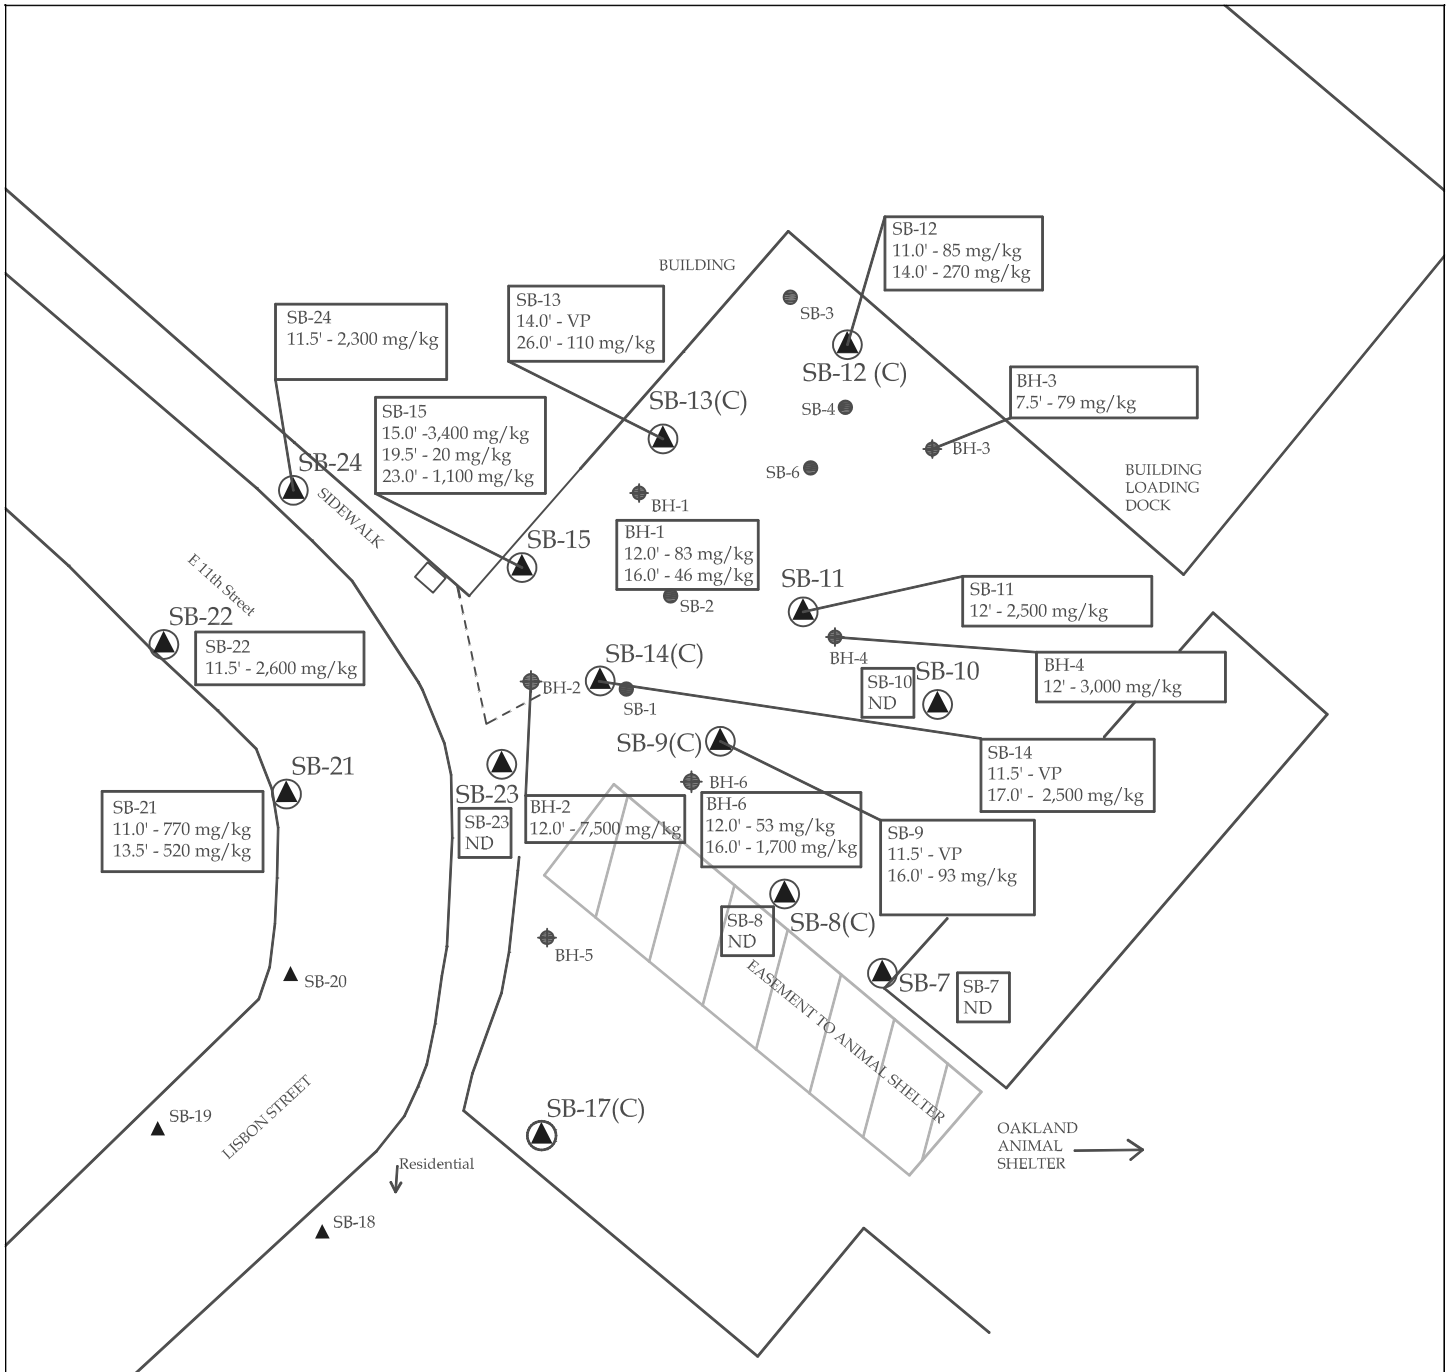 SB-12
11.0' - 85 mg/kg
14.0' - 270 mg/kg
BUILDING
SB-13
14.0' - VP
26.0' - 110 mg/kg
SB-3
SB-24
11.5' - 2,300 mg/kg
SB-12 (C)
BH-3
7.5' - 79 mg/kg
SB-13(C)
SB-4
SB-15
15.0' -3,400 mg/kg
19.5' - 20 mg/kg
23.0' - 1,100 mg/kg
BH-3
SB-24
SB-6
BUILDING
LOADING
DOCK
SIDEWALK
BH-1
BH-1
12.0' - 83 mg/kg
16.0' - 46 mg/kg
SB-15
SB-11
SB-11
12' - 2,500 mg/kg
E 11th Street
SB-2
SB-22
SB-22
11.5' - 2,600 mg/kg
SB-14(C)
BH-4
BH-4
12' - 3,000 mg/kg
SB-10
SB-10
ND
BH-2
SB-1
SB-9(C)
SB-14
11.5' - VP
17.0' - 2,500 mg/kg
SB-21
BH-6
SB-23
SB-21
11.0' - 770 mg/kg
13.5' - 520 mg/kg
SB-23
ND
BH-2
12.0' - 7,500 mg/kg
BH-6
12.0' - 53 mg/kg
16.0' - 1,700 mg/kg
SB-9
11.5' - VP
16.0' - 93 mg/kg
SB-8
ND
SB-8(C)
BH-5
SB-20
SB-7
SB-7
ND
EASEMENT TO ANIMAL SHELTER
SB-19
LISBON STREET
SB-17(C)
OAKLAND
ANIMAL
SHELTER
Residential
SB-18